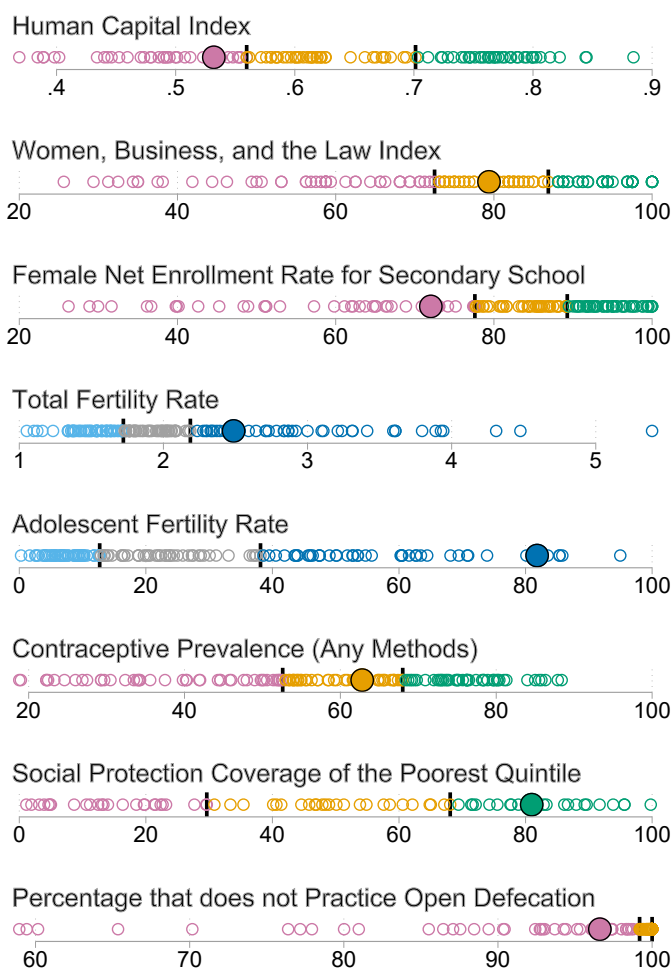 Human Capital Index
.4 .5 .6 .7 .8 .9
Women, Business, and the Law Index
20 40 60 80 100
Female Net Enrollment Rate for Secondary School
20 40 60 80 100
Total Fertility Rate
1 2 3 4 5
Adolescent Fertility Rate
0 20 40 60 80 100
Contraceptive Prevalence (Any Methods)
20 40 60 80 100
Social Protection Coverage of the Poorest Quintile
0 20 40 60 80 100
Percentage that does not Practice Open Defecation
60 70 80 90 100